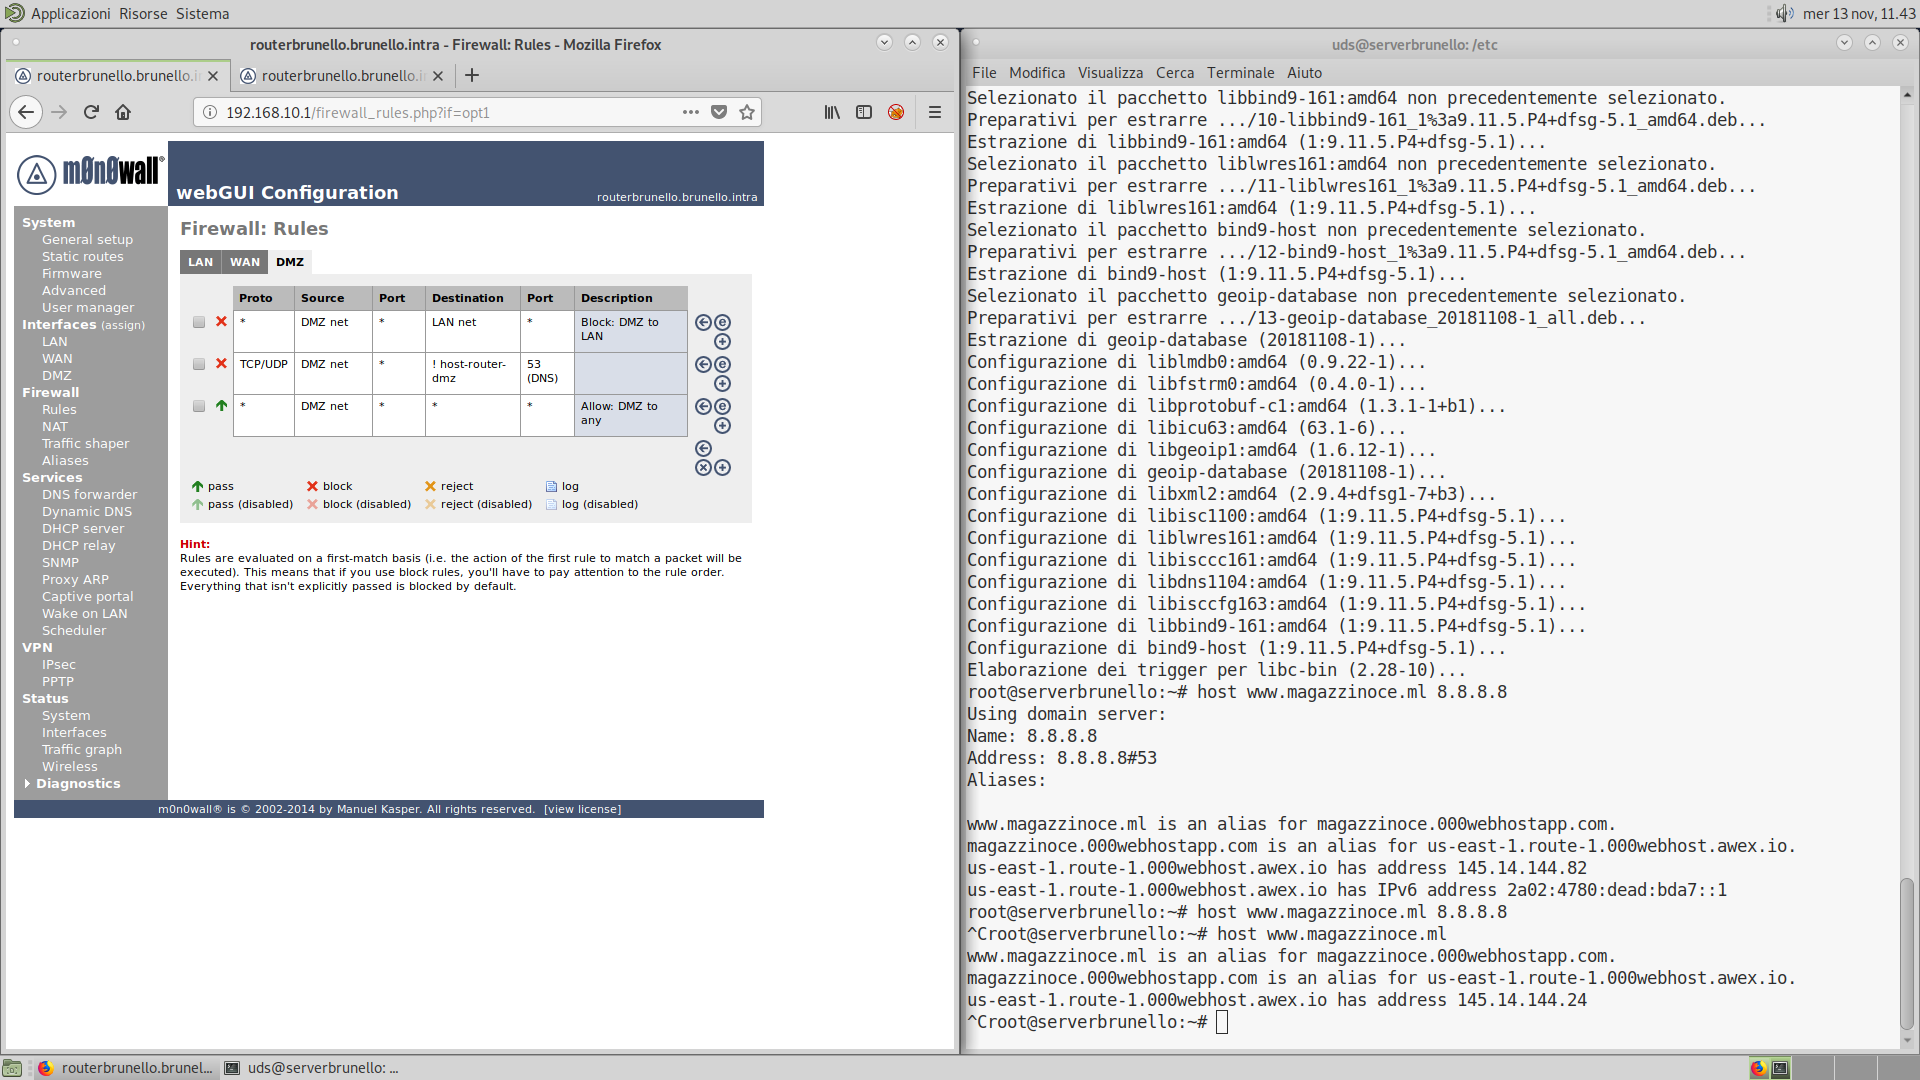 Applicazioni Risorse Sistema
mer 13 nov, 11.43
routerbrunello.brunello.intra - Firewall: Rules - Mozilla Firefox
routerbrunello.brunello.i
routerbrunello.brunello.i
192.168.10.1/firewall_rules.php?if=opt1
m0n0wall®
webGUI Configuration
routerbrunello.brunello.intra
System
General setup
Static routes
Firmware
Advanced
User manager
Interfaces (assign)
LAN
WAN
DMZ
Firewall
Rules
NAT
Traffic shaper
Aliases
Services
DNS forwarder
Dynamic DNS
DHCP server
DHCP relay
SNMP
Proxy ARP
Captive portal
Wake on LAN
Scheduler
VPN
IPsec
PPTP
Status
System
Interfaces
Traffic graph
Wireless
Diagnostics
Firewall: Rules
LAN WAN DMZ
Proto Source Port Destination Port Description
* DMZ net * LAN net * Block: DMZ to
LAN
TCP/UDP DMZ net * ! host-router- 53
dmz (DNS)
* DMZ net * * * Allow: DMZ to
any
pass block reject log
pass (disabled) block (disabled) reject (disabled) log (disabled)
Hint:
Rules are evaluated on a first-match basis (i.e. the action of the first rule to match a packet will be
executed). This means that if you use block rules, you'll have to pay attention to the rule order.
Everything that isn't explicitly passed is blocked by default.
m0n0wall® is © 2002-2014 by Manuel Kasper. All rights reserved. [view license]
uds@serverbrunello: /etc
File Modifica Visualizza Cerca Terminale Aiuto
Selezionato il pacchetto libbind9-161:amd64 non precedentemente selezionato.
Preparativi per estrarre .../10-libbind9-161_1%3a9.11.5.P4+dfsg-5.1_amd64.deb...
Estrazione di libbind9-161:amd64 (1:9.11.5.P4+dfsg-5.1)...
Selezionato il pacchetto liblwres161:amd64 non precedentemente selezionato.
Preparativi per estrarre .../11-liblwres161_1%3a9.11.5.P4+dfsg-5.1_amd64.deb...
Estrazione di liblwres161:amd64 (1:9.11.5.P4+dfsg-5.1)...
Selezionato il pacchetto bind9-host non precedentemente selezionato.
Preparativi per estrarre .../12-bind9-host_1%3a9.11.5.P4+dfsg-5.1_amd64.deb...
Estrazione di bind9-host (1:9.11.5.P4+dfsg-5.1)...
Selezionato il pacchetto geoip-database non precedentemente selezionato.
Preparativi per estrarre .../13-geoip-database_20181108-1_all.deb...
Estrazione di geoip-database (20181108-1)...
Configurazione di liblmdb0:amd64 (0.9.22-1)...
Configurazione di libfstrm0:amd64 (0.4.0-1)...
Configurazione di libprotobuf-c1:amd64 (1.3.1-1+b1)...
Configurazione di libicu63:amd64 (63.1-6)...
Configurazione di libgeoip1:amd64 (1.6.12-1)...
Configurazione di geoip-database (20181108-1)...
Configurazione di libxml2:amd64 (2.9.4+dfsg1-7+b3)...
Configurazione di libisc1100:amd64 (1:9.11.5.P4+dfsg-5.1)...
Configurazione di liblwres161:amd64 (1:9.11.5.P4+dfsg-5.1)...
Configurazione di libisccc161:amd64 (1:9.11.5.P4+dfsg-5.1)...
Configurazione di libdns1104:amd64 (1:9.11.5.P4+dfsg-5.1)...
Configurazione di libisccfg163:amd64 (1:9.11.5.P4+dfsg-5.1)...
Configurazione di libbind9-161:amd64 (1:9.11.5.P4+dfsg-5.1)...
Configurazione di bind9-host (1:9.11.5.P4+dfsg-5.1)...
Elaborazione dei trigger per libc-bin (2.28-10)...
root@serverbrunello:~# host www.magazzinoce.ml 8.8.8.8
Using domain server:
Name: 8.8.8.8
Address: 8.8.8.8#53
Aliases:
www.magazzinoce.ml is an alias for magazzinoce.000webhostapp.com.
magazzinoce.000webhostapp.com is an alias for us-east-1.route-1.000webhost.awex.io.
us-east-1.route-1.000webhost.awex.io has address 145.14.144.82
us-east-1.route-1.000webhost.awex.io has IPv6 address 2a02:4780:dead:bda7::1
root@serverbrunello:~# host www.magazzinoce.ml 8.8.8.8
^Croot@serverbrunello:~# host www.magazzinoce.ml
www.magazzinoce.ml is an alias for magazzinoce.000webhostapp.com.
magazzinoce.000webhostapp.com is an alias for us-east-1.route-1.000webhost.awex.io.
us-east-1.route-1.000webhost.awex.io has address 145.14.144.24
^Croot@serverbrunello:~#
routerbrunello.brunel...
uds@serverbrunello: ...